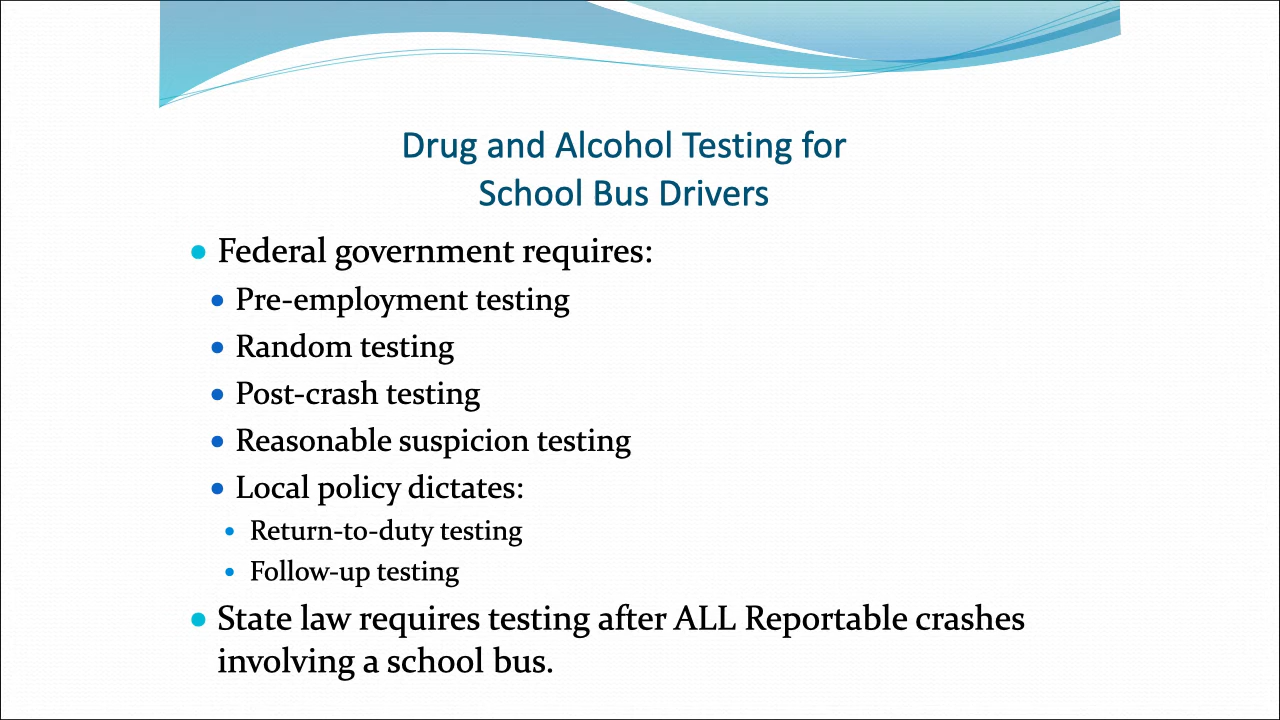 Drug and Alcohol Testing for
School Bus Drivers
• Federal government requires:
• Pre-employment testing
• Random testing
• Post-crash testing
• Reasonable suspicion testing
• Local policy dictates:
• Return-to-duty testing
• Follow-up testing
• State law requires testing after ALL Reportable crashes
involving a school bus.